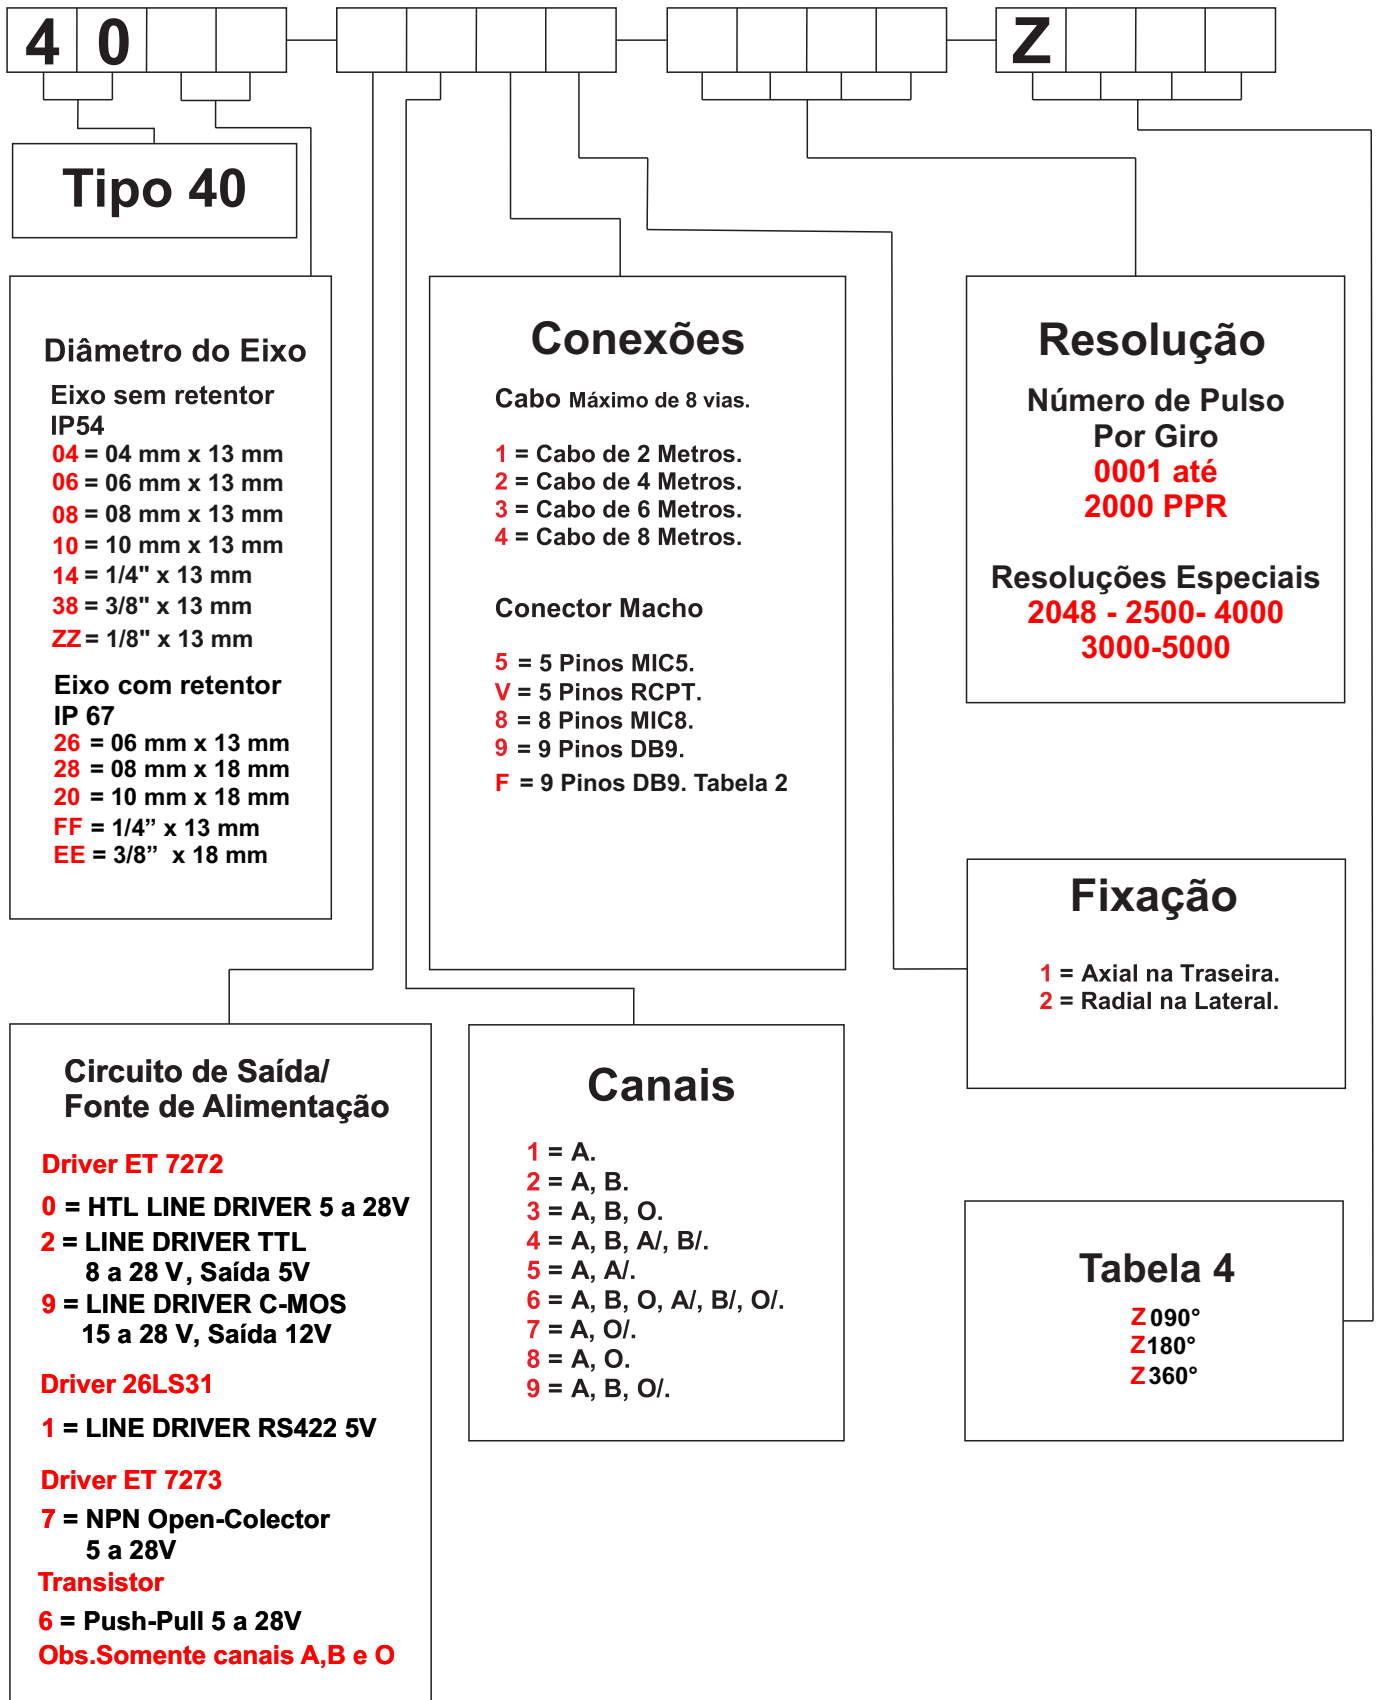 4 0 Z
Tipo 40
Diâmetro do Eixo
Eixo sem retentor
IP54
04 = 04 mm x 13 mm
06 = 06 mm x 13 mm
08 = 08 mm x 13 mm
10 = 10 mm x 13 mm
14 = 1/4" x 13 mm
38 = 3/8" x 13 mm
ZZ = 1/8" x 13 mm
Eixo com retentor
IP 67
26 = 06 mm x 13 mm
28 = 08 mm x 18 mm
20 = 10 mm x 18 mm
FF = 1/4” x 13 mm
EE = 3/8” x 18 mm
Conexões
Cabo Máximo de 8 vias.
1 = Cabo de 2 Metros.
2 = Cabo de 4 Metros.
3 = Cabo de 6 Metros.
4 = Cabo de 8 Metros.
Conector Macho
5 = 5 Pinos MIC5.
V = 5 Pinos RCPT.
8 = 8 Pinos MIC8.
9 = 9 Pinos DB9.
F = 9 Pinos DB9. Tabela 2
Resolução
Número de Pulso
Por Giro
0001 até
2000 PPR
Resoluções Especiais
2048 - 2500- 4000
3000-5000
Fixação
1 = Axial na Traseira.
2 = Radial na Lateral.
Circuito de Saída/
Fonte de Alimentação
Driver ET 7272
0 = HTL LINE DRIVER 5 a 28V
2 = LINE DRIVER TTL
8 a 28 V, Saída 5V
9 = LINE DRIVER C-MOS
15 a 28 V, Saída 12V
Driver 26LS31
1 = LINE DRIVER RS422 5V
Driver ET 7273
7 = NPN Open-Colector
5 a 28V
Transistor
6 = Push-Pull 5 a 28V
Obs.Somente canais A,B e O
Canais
1 = A.
2 = A, B.
3 = A, B, O.
4 = A, B, A/, B/.
5 = A, A/.
6 = A, B, O, A/, B/, O/.
7 = A, O/.
8 = A, O.
9 = A, B, O/.
Tabela 4
Z 090°
Z180°
Z 360°